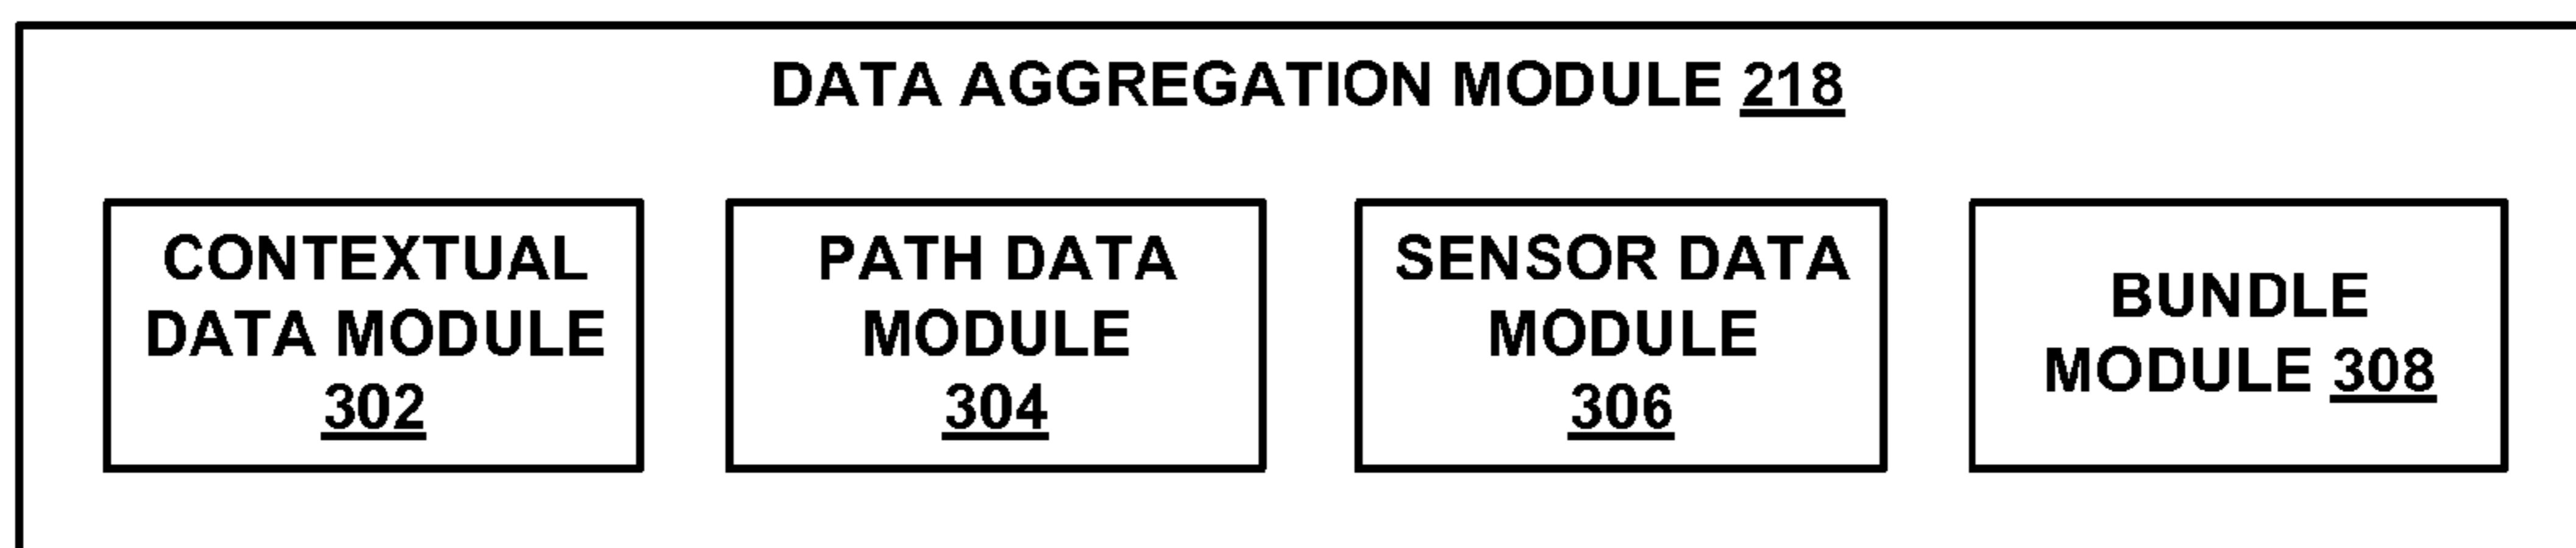 DATA AGGREGATION MODULE 218
CONTEXTUAL
DATA MODULE
302
PATH DATA
MODULE
304
SENSOR DATA
MODULE
306
BUNDLE
MODULE 308